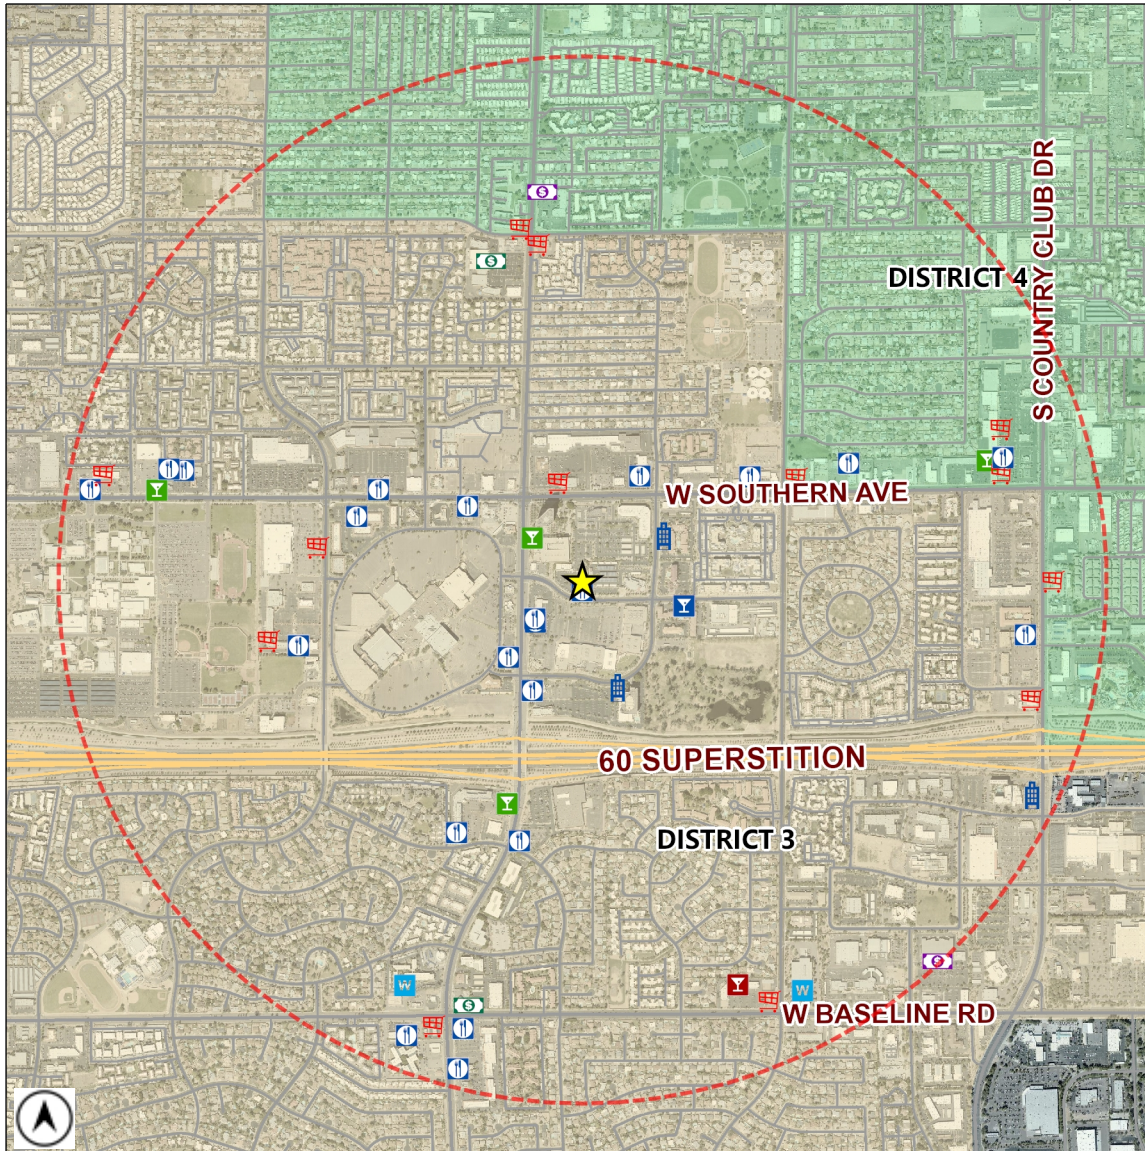 S COUNTRY CLUB DR
DISTRICT 4
W SOUTHERN AVE
60 SUPERSTITION
DISTRICT 3
W
W
W BASELINE RD